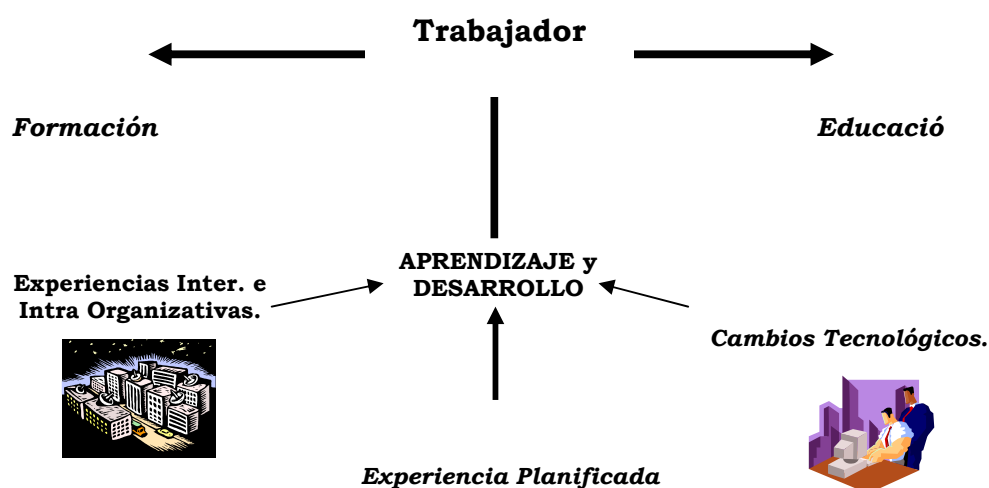 Trabajador
Formación
Educació
APRENDIZAJE y
DESARROLLO
Experiencias Inter. e
Intra Organizativas.
Cambios Tecnológicos.
Experiencia Planificada